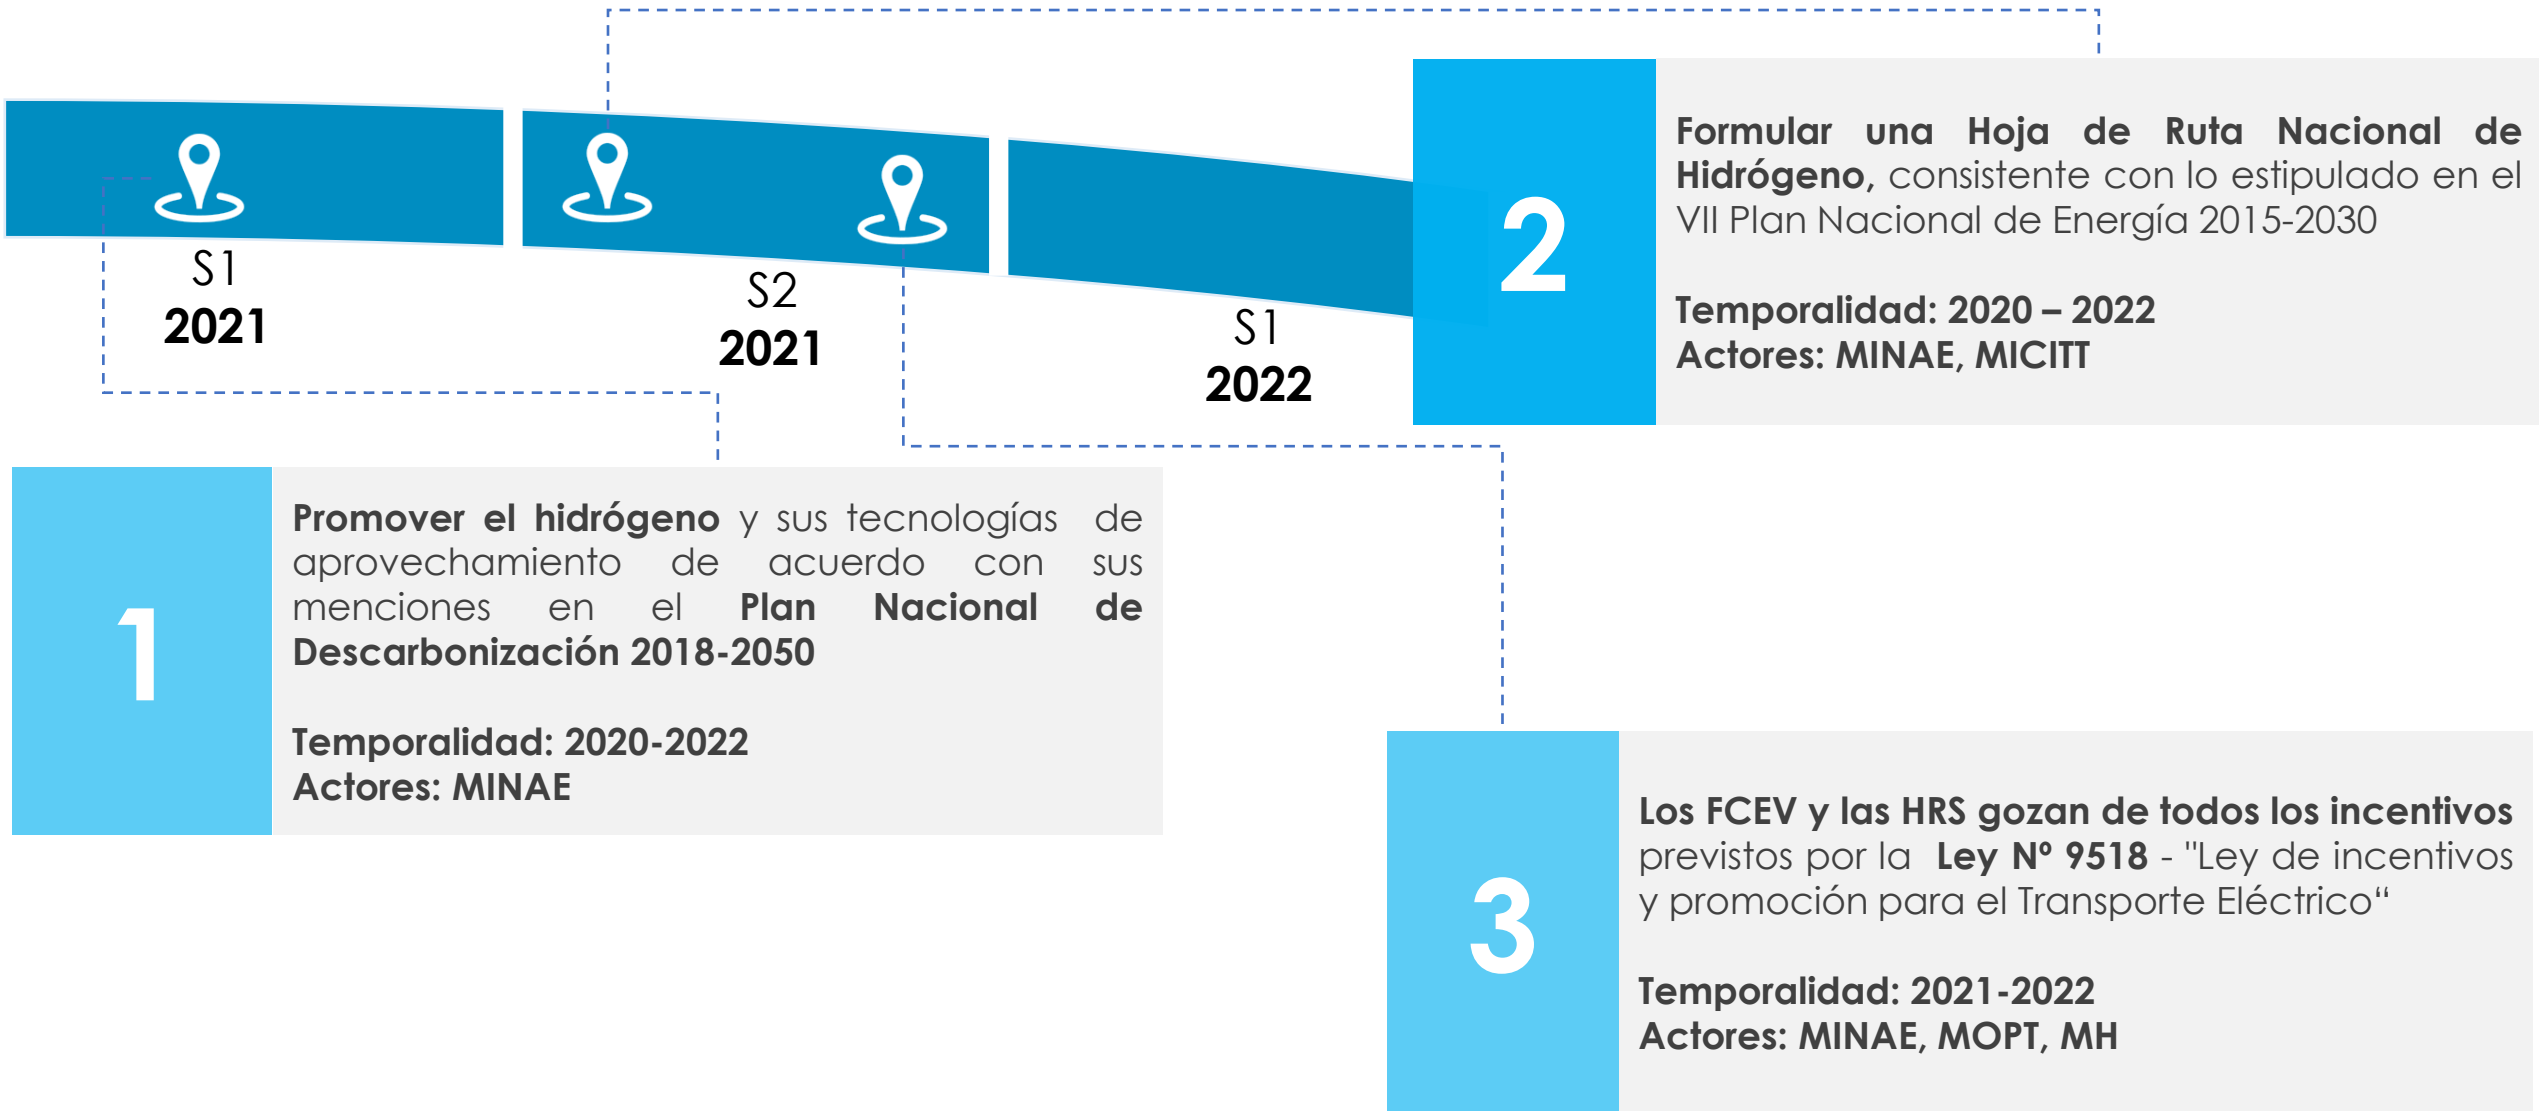 S1
2021
S2
2021
S1
2022
2
Formular una Hoja de Ruta Nacional de
Hidrógeno, consistente con lo estipulado en el
VII Plan Nacional de Energía 2015-2030
Temporalidad: 2020 – 2022
Actores: MINAE, MICITT
1
Promover el hidrógeno y sus tecnologías de
aprovechamiento de acuerdo con sus
menciones en el Plan Nacional de
Descarbonización 2018-2050
Temporalidad: 2020-2022
Actores: MINAE
3
Los FCEV y las HRS gozan de todos los incentivos
previstos por la Ley Nº 9518 - "Ley de incentivos
y promoción para el Transporte Eléctrico“
Temporalidad: 2021-2022
Actores: MINAE, MOPT, MH